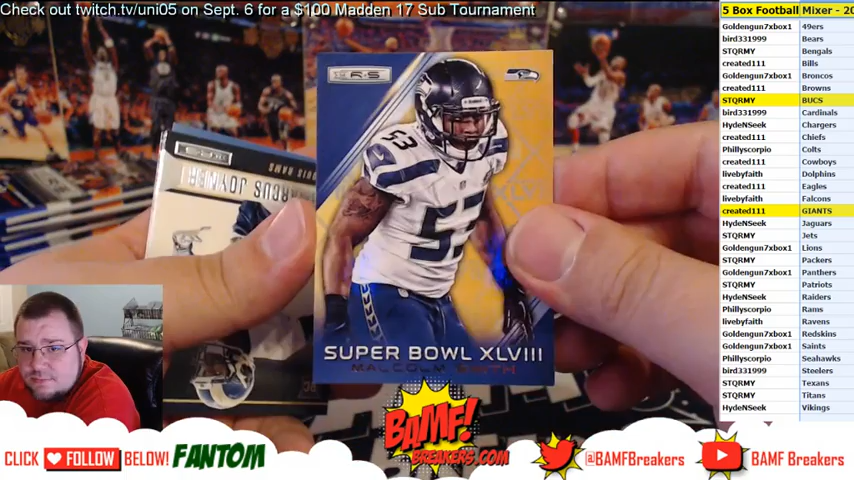 Check out twitch.tv/uni05 on Sept. 6 for a $100 Madden 17 Sub Tournament
5 Box Football Mixer - 20
Goldengun7xbox1 49ers
bird331999 Bears
STQRMY Bengals
created111 Bills
Goldengun7xbox1 Broncos
created111 Browns
STQRMY BUCS
bird331999 Cardinals
HydeNSeek Chargers
created111 Chiefs
Phillyscorpio Colts
created111 Cowboys
livebyfaith Dolphins
created111 Eagles
livebyfaith Falcons
created111 GIANTS
HydeNSeek Jaguars
STQRMY Jets
Goldengun7xbox1 Lions
STQRMY Packers
Goldengun7xbox1 Panthers
STQRMY Patriots
HydeNSeek Raiders
Phillyscorpio Rams
livebyfaith Ravens
Goldengun7xbox1 Redskins
Goldengun7xbox1 Saints
Phillyscorpio Seahawks
bird331999 Steelers
STQRMY Texans
STQRMY Titans
HydeNSeek Vikings
R&S
53
53
SUPER BOWL XLVIII
MALCOLM SMITH
CLICK FOLLOW BELOW! FANTOM
BAMF!
BREAKERS.COM
@BAMFBreakers
BAMF Breakers